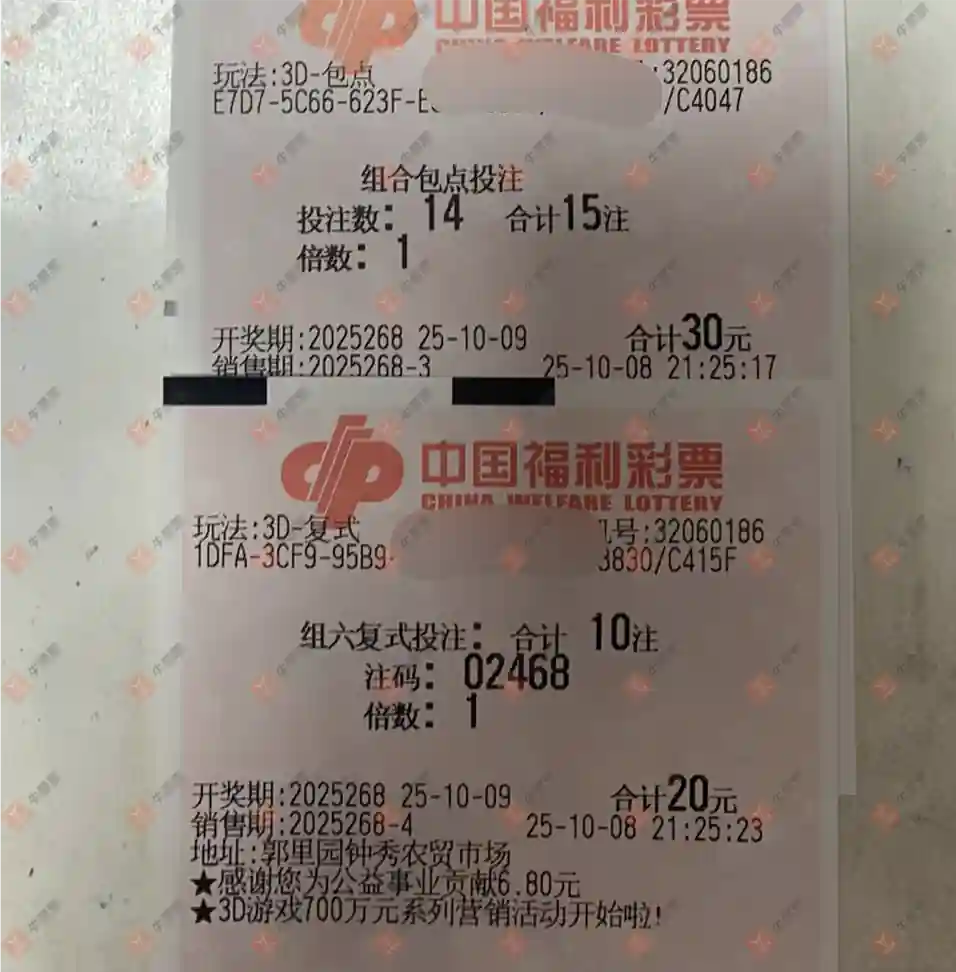 中国福利彩票
CHINA WELFARE LOTTERY
玩法:3D-包点 :32060186
E7D7-5C66-623F- /C4047
组合包点投注
投注数: 14 合计15注
倍数: 1
开奖期:2025268 25-10-09 合计30元
销售期:2025268-3 25-10-08 21:25:17
中国福利彩票
CHINA WELFARE LOTTERY
玩法:3D-复式 号:32060186
1DFA-3CF9-95B9 3830/C415F
组六复式投注: 合计 10注
注码: 02468
倍数: 1
开奖期:2025268 25-10-09 合计20元
销售期:2025268-4 25-10-08 21:25:23
地址:郭里园钟秀农贸市场
★感谢您为公益事业贡献6.80元
★3D游戏700万元系列营销活动开始啦!